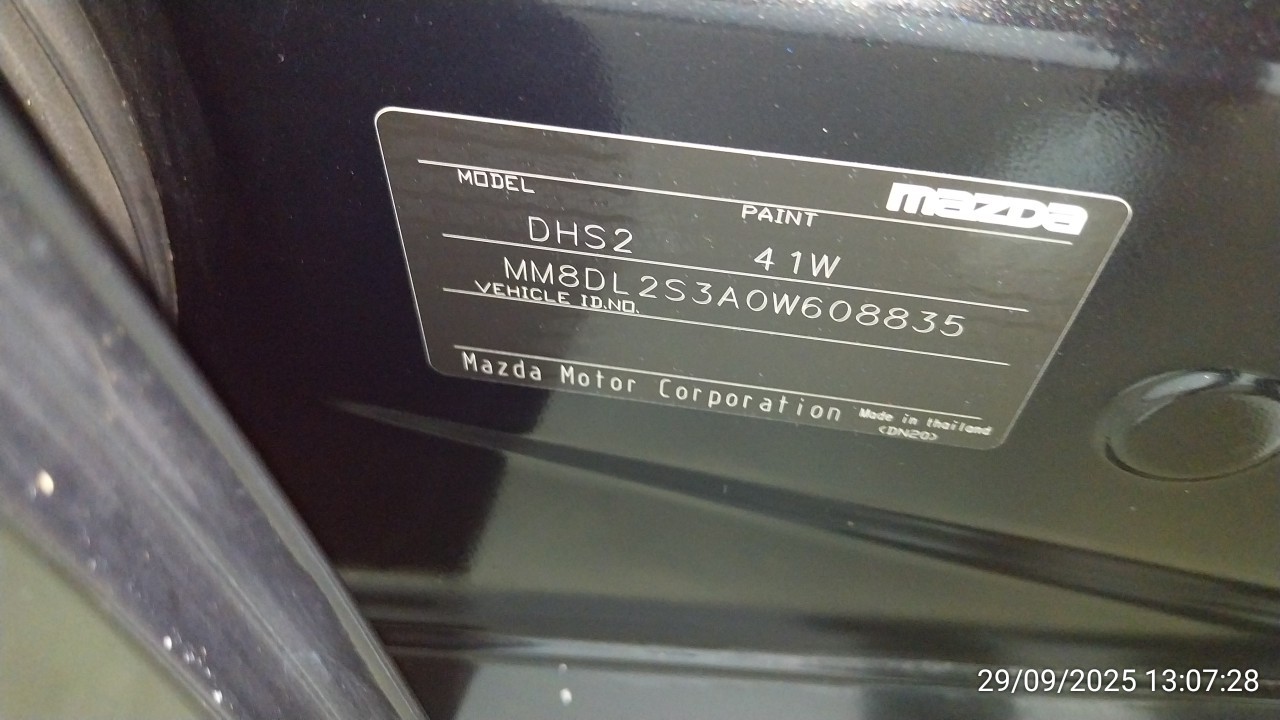 mazda
MODEL PAINT
DHS2 41W
MM8DL2S3A0W608835
VEHICLE ID.NO.
Mazda Motor Corporation Made in thailand
<DN20>
29/09/2025 13:07:28